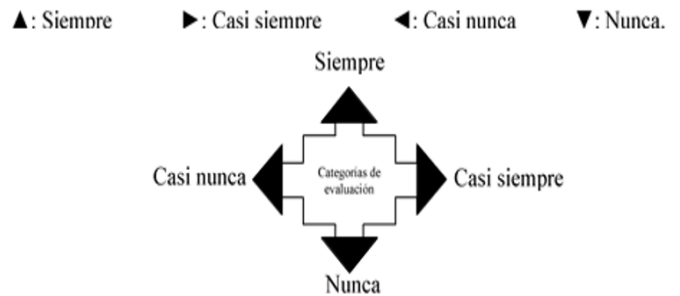 ▲: Siempre ►: Casi siempre ◄: Casi nunca ▼: Nunca.
Siempre
Casi nunca
Categorías de
evaluación
Casi siempre
Nunca